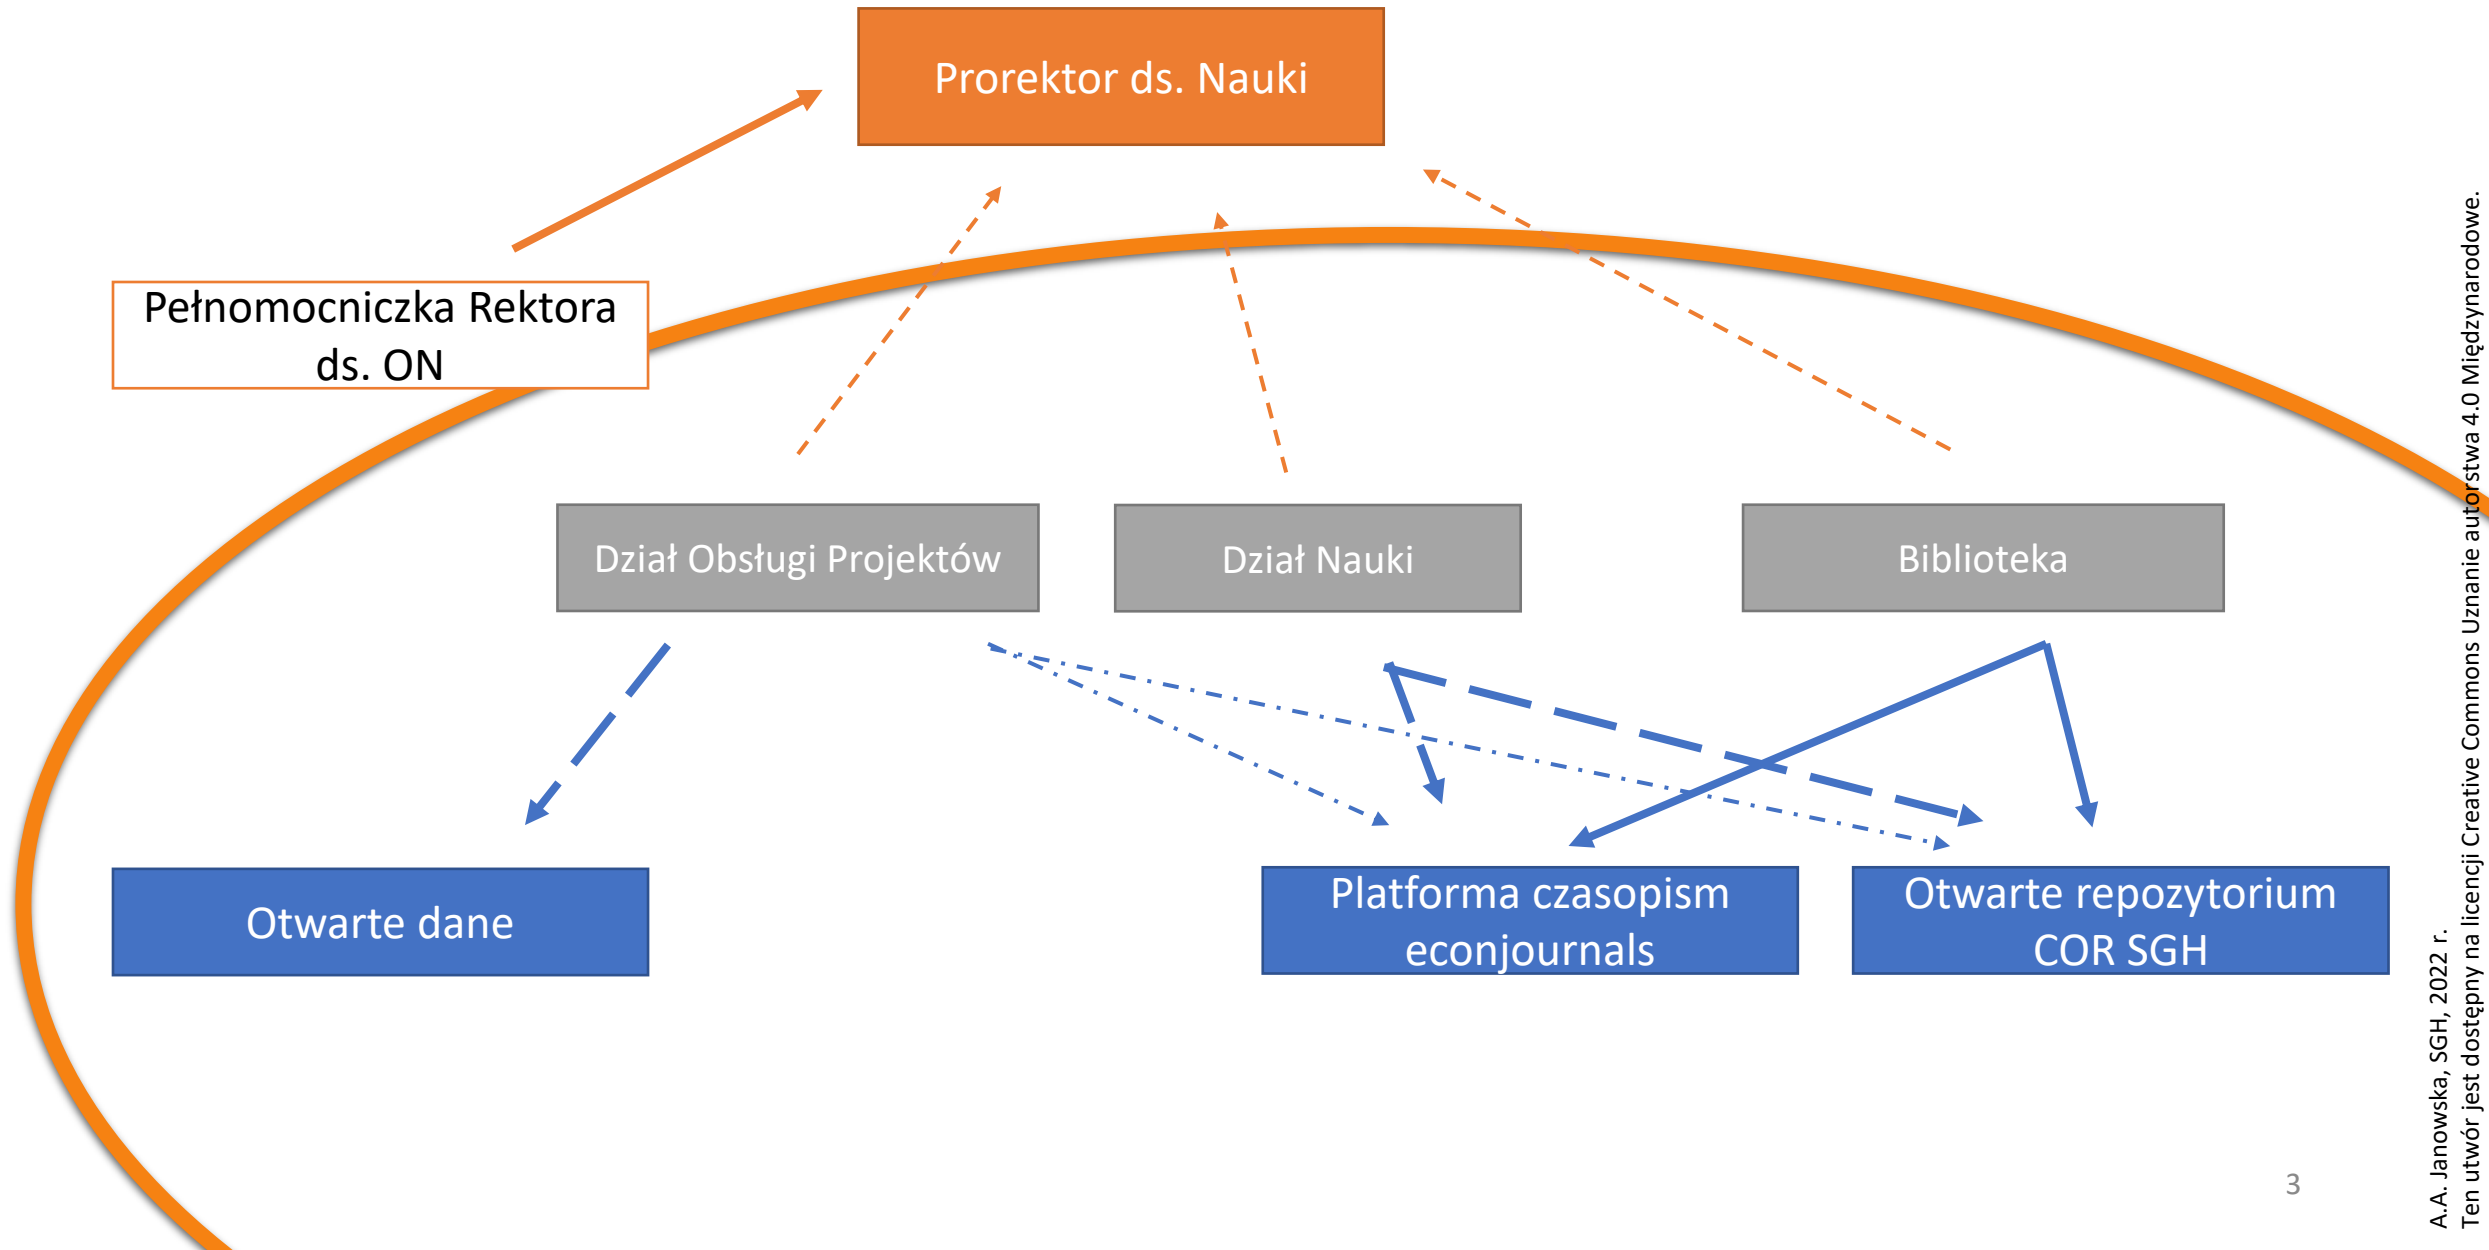 Prorektor ds. Nauki
Pełnomocniczka Rektora
ds. ON
Dział Obsługi Projektów
Dział Nauki
Biblioteka
Otwarte dane
Platforma czasopism
econjournals
Otwarte repozytorium
COR SGH
3
A.A. Janowska, SGH, 2022 r.
Ten utwór jest dostępny na licencji Creative Commons Uznanie autorstwa 4.0 Międzynarodowe.